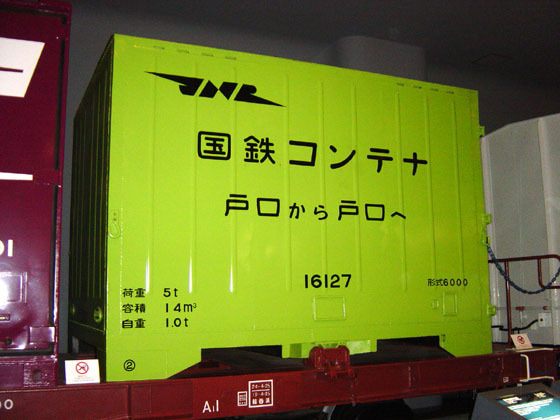 JNR
国鉄コンテナ
戸口から戸口へ
16127
形式6000
荷重 5t
容積 14m³
自重 1.0t
②
A11